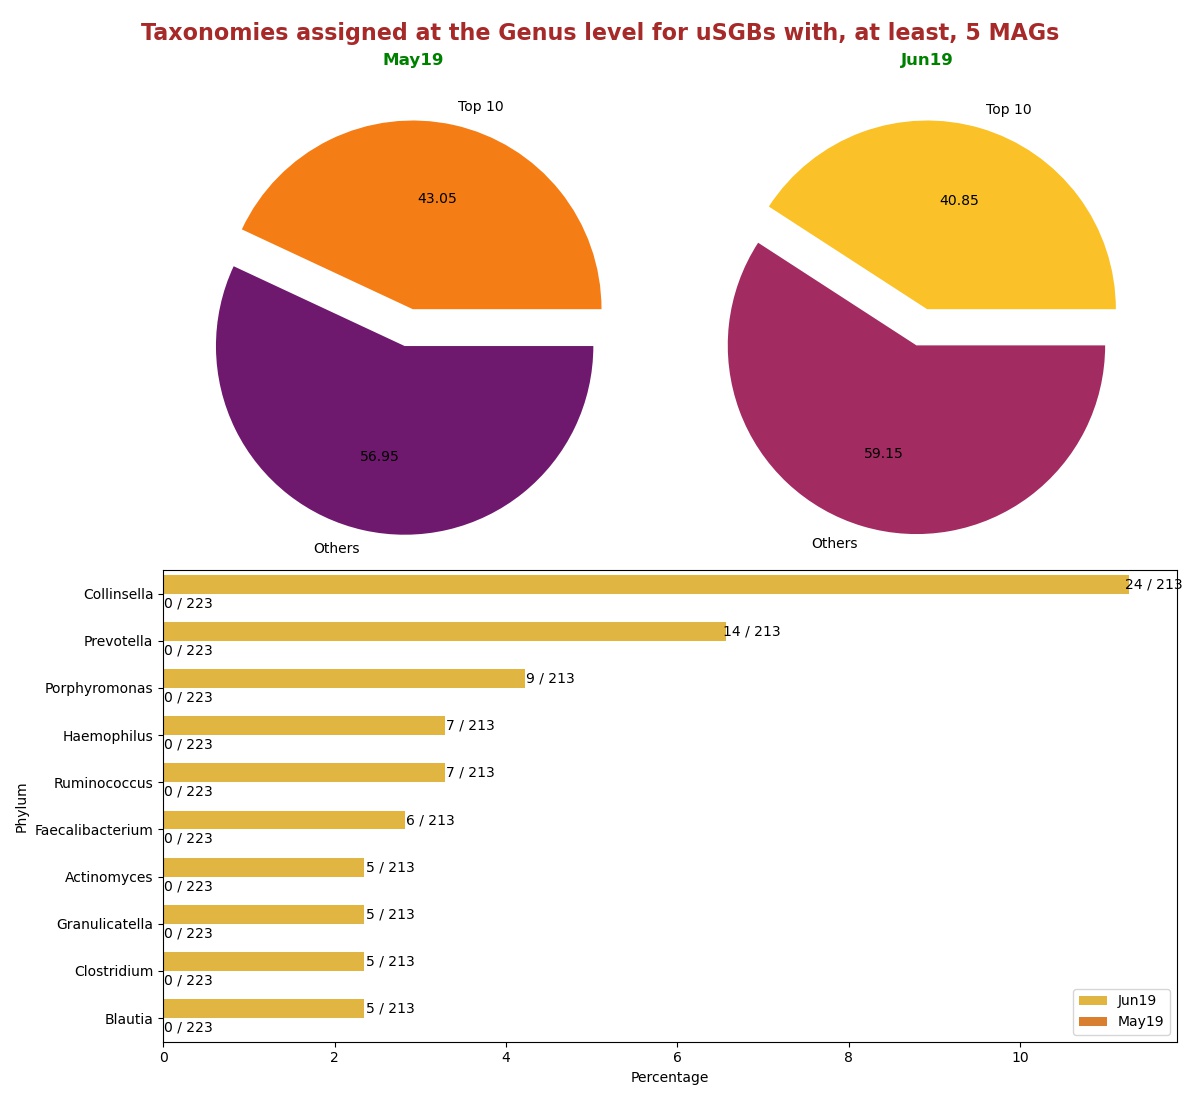 Taxonomies assigned at the Genus level for uSGBs with, at least, 5 MAGs
May19
Jun19
Top 10
43.05
56.95
Others
Top 10
40.85
59.15
Others
Phylum
Collinsella
24 / 213
0 / 223
Prevotella
14 / 213
0 / 223
Porphyromonas
9 / 213
0 / 223
Haemophilus
7 / 213
0 / 223
Ruminococcus
7 / 213
0 / 223
Faecalibacterium
6 / 213
0 / 223
Actinomyces
5 / 213
0 / 223
Granulicatella
5 / 213
0 / 223
Clostridium
5 / 213
0 / 223
Blautia
5 / 213
0 / 223
Jun19
May19
0 2 4 6 8 10
Percentage